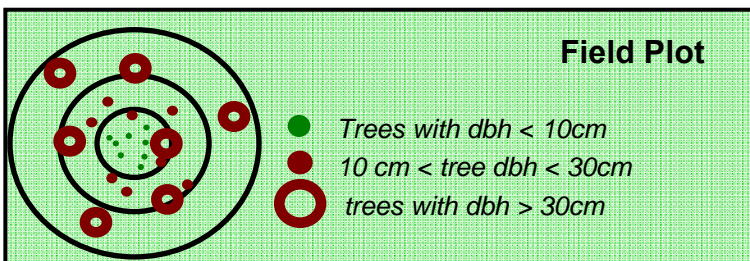 Field Plot
Trees with dbh < 10cm
10 cm < tree dbh < 30cm
trees with dbh > 30cm